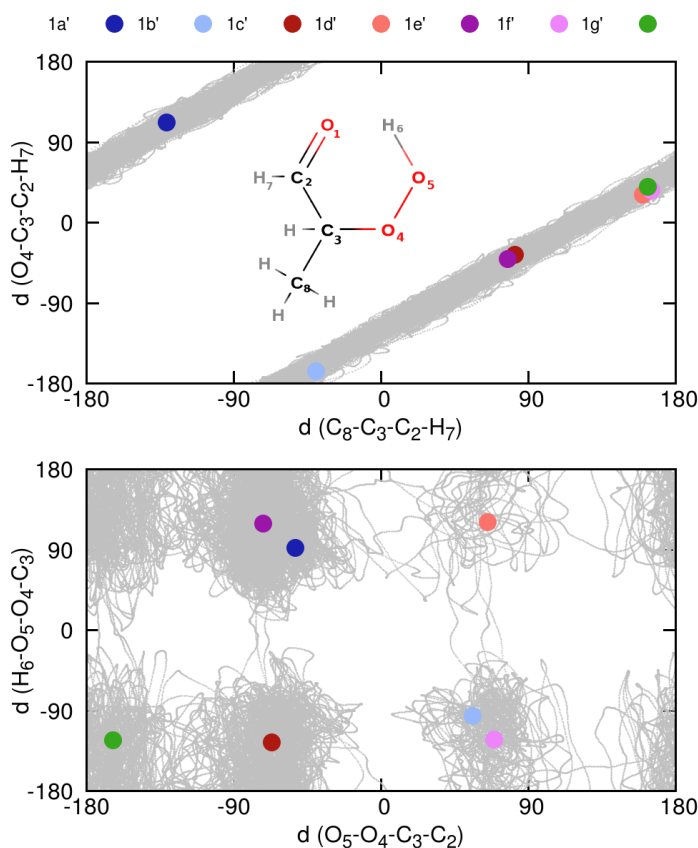 1a' 1b' 1c' 1d' 1e' 1f' 1g'
180
90
0
-90
-180
d (O₄-C₃-C₂-H₇)
O₁ H₆
H₇ C₂ O₅
H C₃ O₄
H C₈ H
H
-180 -90 0 90 180
d (C₈-C₃-C₂-H₇)
180
90
0
-90
-180
d (H₆-O₅-O₄-C₃)
-180 -90 0 90 180
d (O₅-O₄-C₃-C₂)